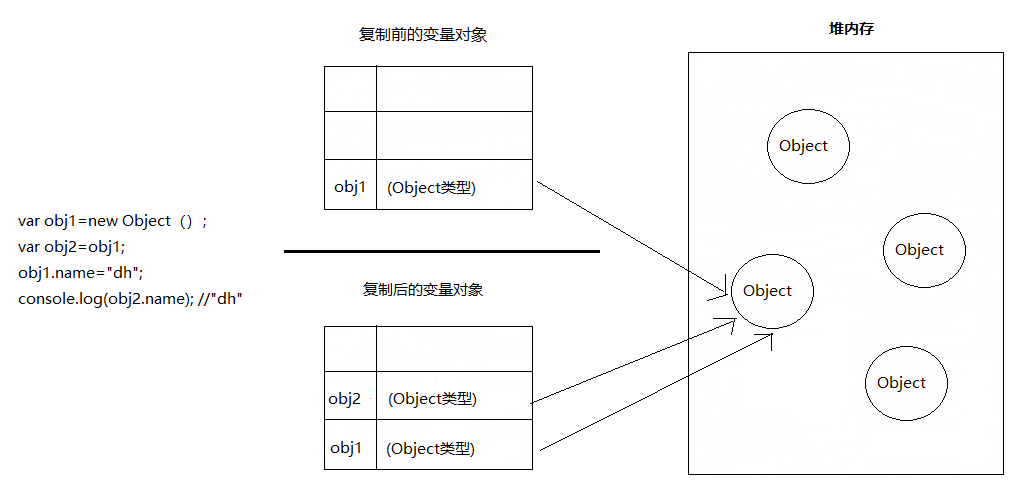 复制前的变量对象
obj1 (Object类型)
var obj1=new Object（）;
var obj2=obj1;
obj1.name="dh";
console.log(obj2.name); //"dh"
复制后的变量对象
obj2 (Object类型)
obj1 (Object类型)
堆内存
Object
Object
Object
Object